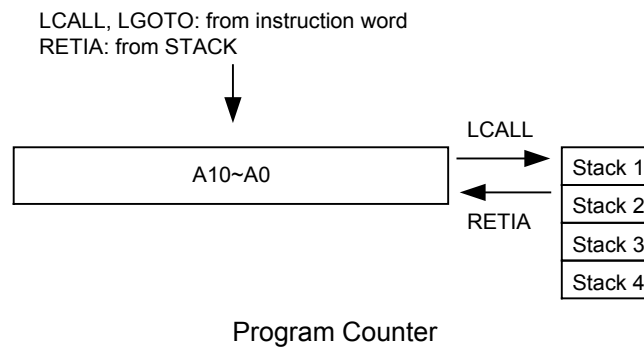 LCALL, LGOTO: from instruction word
RETIA: from STACK
A10~A0
LCALL
RETIA
Stack 1
Stack 2
Stack 3
Stack 4
Program Counter